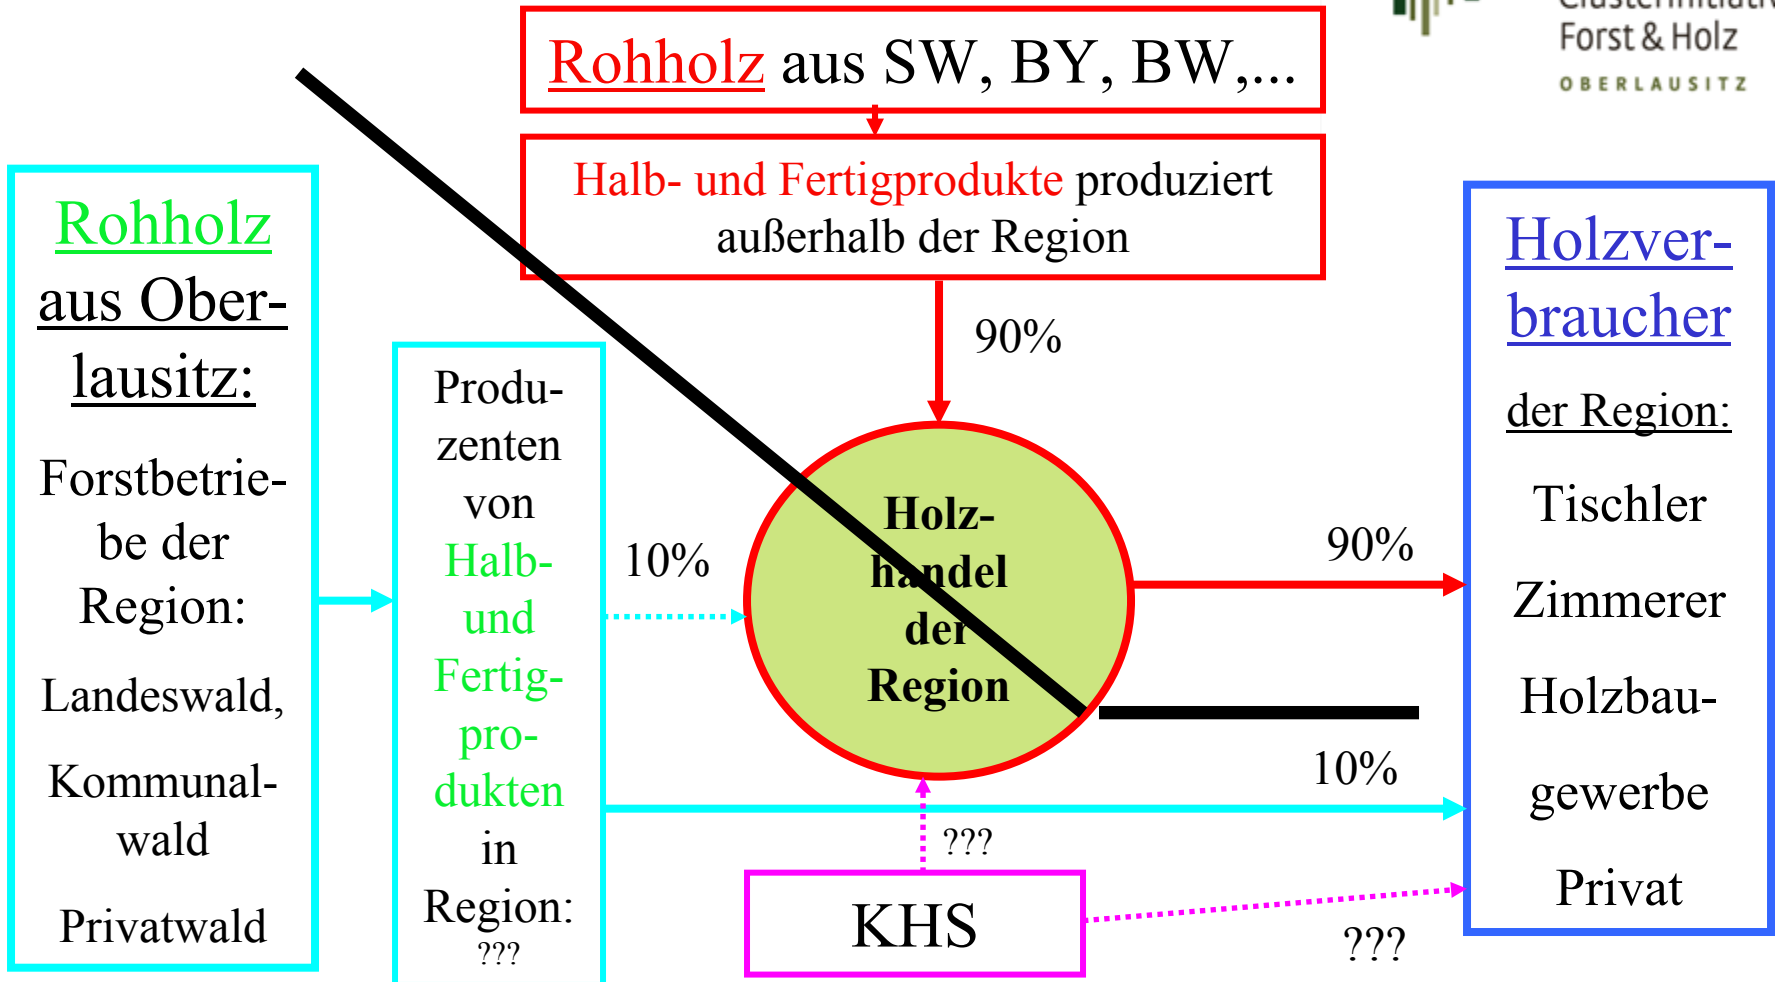 Forst & Holz
OBERLAUSITZ
Rohholz aus SW, BY, BW,...
Halb- und Fertigprodukte produziert
außerhalb der Region
90%
Rohholz
aus Ober-
lausitz:
Forstbetrie-
be der
Region:
Landeswald,
Kommunal-
wald
Privatwald
Produ-
zenten
von
Halb-
und
Fertig-
pro-
dukten
in
Region:
???
10%
Holz-
handel
der
Region
90%
10%
???
KHS
???
Holzver-
braucher
der Region:
Tischler
Zimmerer
Holzbau-
gewerbe
Privat